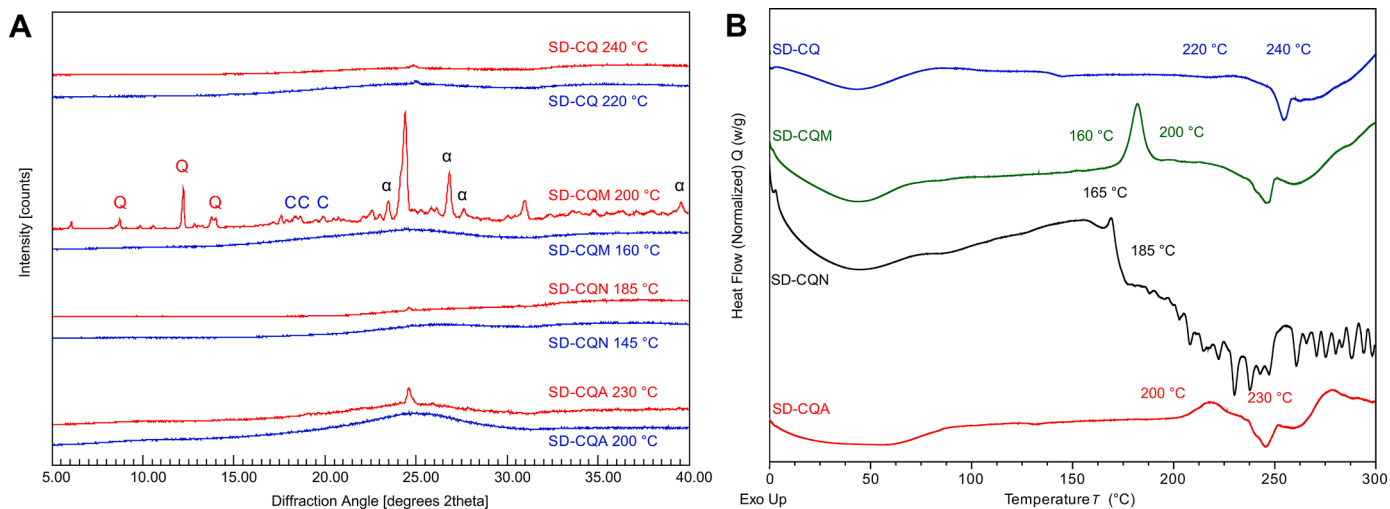 A
SD-CQ 240 °C
SD-CQ 220 °C
Q
Q
Q
CC C
α
α
α
α
SD-CQM 200 °C
SD-CQM 160 °C
SD-CQN 185 °C
SD-CQN 145 °C
SD-CQA 230 °C
SD-CQA 200 °C
Intensity [counts]
5.00 10.00 15.00 20.00 25.00 30.00 35.00 40.00
Diffraction Angle [degrees 2theta]
B
SD-CQ
220 °C 240 °C
SD-CQM
160 °C 200 °C
165 °C
185 °C
SD-CQN
200 °C 230 °C
SD-CQA
Heat Flow (Normalized) Q (w/g)
0 50 100 150 200 250 300
Exo Up Temperature T (°C)